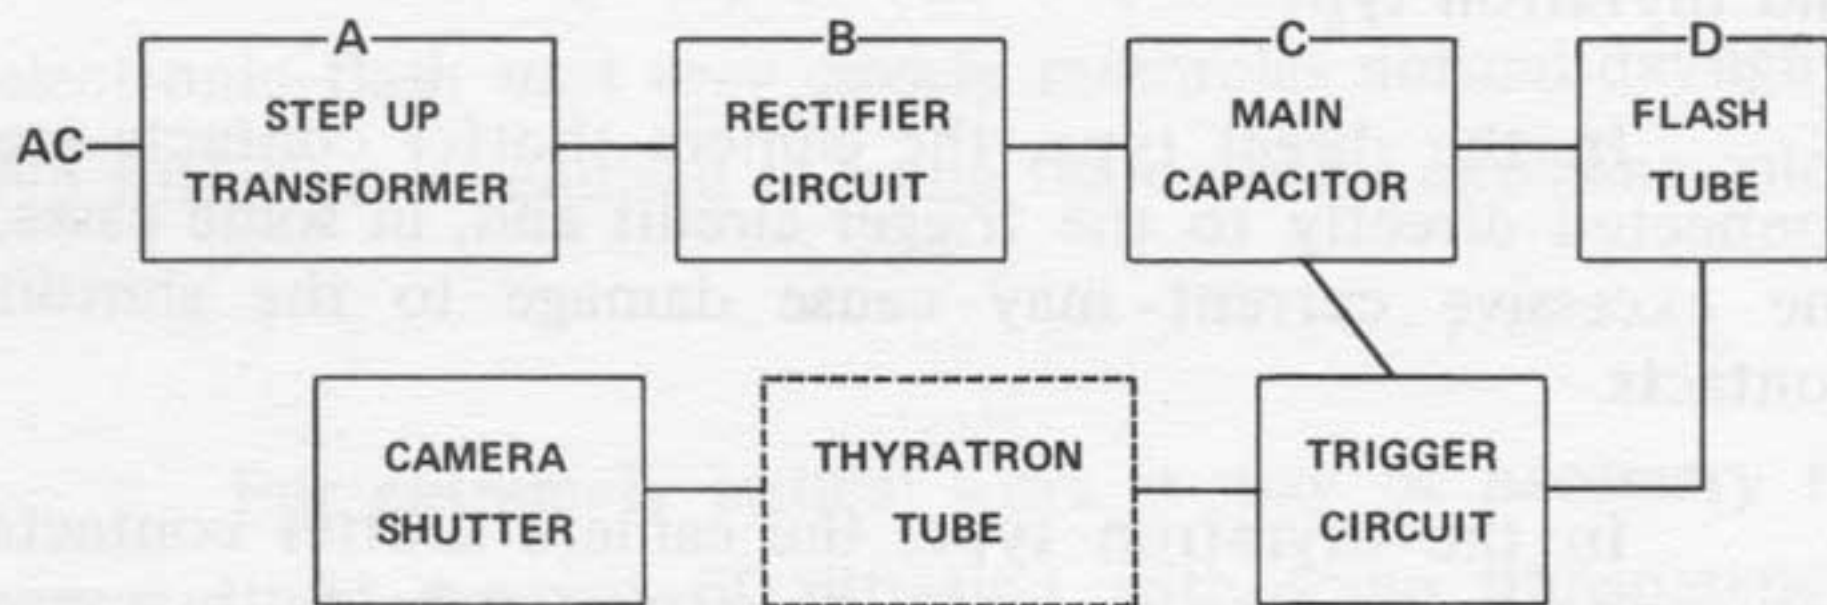 A
B
C
D
AC
STEP UP
TRANSFORMER
RECTIFIER
CIRCUIT
MAIN
CAPACITOR
FLASH
TUBE
CAMERA
SHUTTER
THYRATRON
TUBE
TRIGGER
CIRCUIT